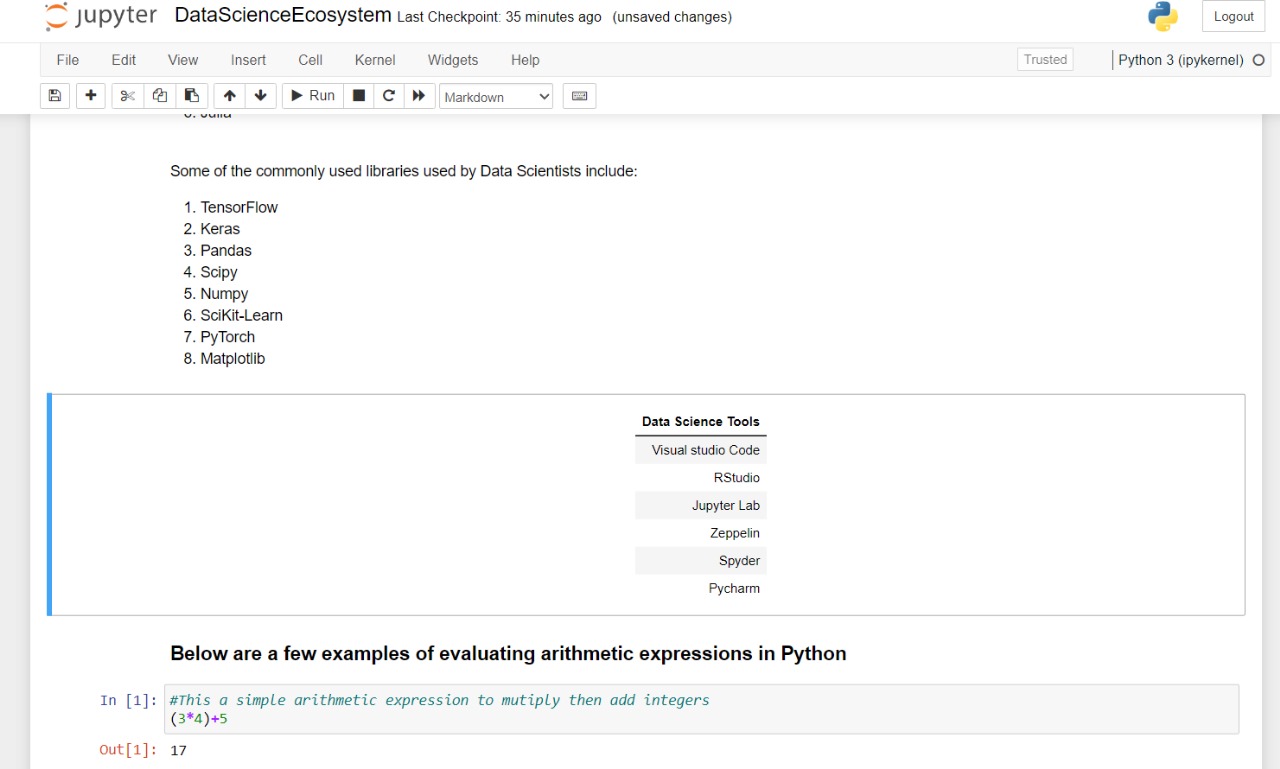 jupyter DataScienceEcosystem Last Checkpoint: 35 minutes ago (unsaved changes) Logout
File Edit View Insert Cell Kernel Widgets Help Trusted Python 3 (ipykernel)
Run Markdown
6. Julia
Some of the commonly used libraries used by Data Scientists include:
1. TensorFlow
2. Keras
3. Pandas
4. Scipy
5. Numpy
6. SciKit-Learn
7. PyTorch
8. Matplotlib
Data Science Tools
Visual studio Code
RStudio
Jupyter Lab
Zeppelin
Spyder
Pycharm
Below are a few examples of evaluating arithmetic expressions in Python
In [1]: #This a simple arithmetic expression to mutiply then add integers
(3*4)+5
Out[1]: 17